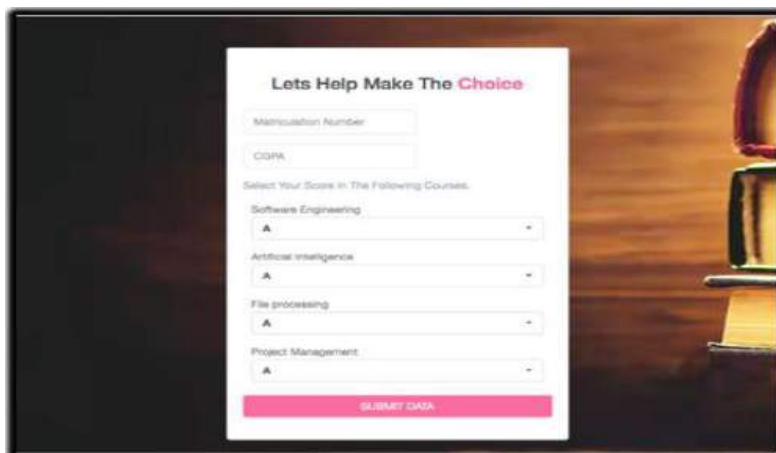 Lets Help Make The Choice
Matriculation Number
CGPA
Select Your Score In The Following Courses.
Software Engineering
A
Artificial Intelligence
A
File processing
A
Project Management
A
SUBMIT DATA